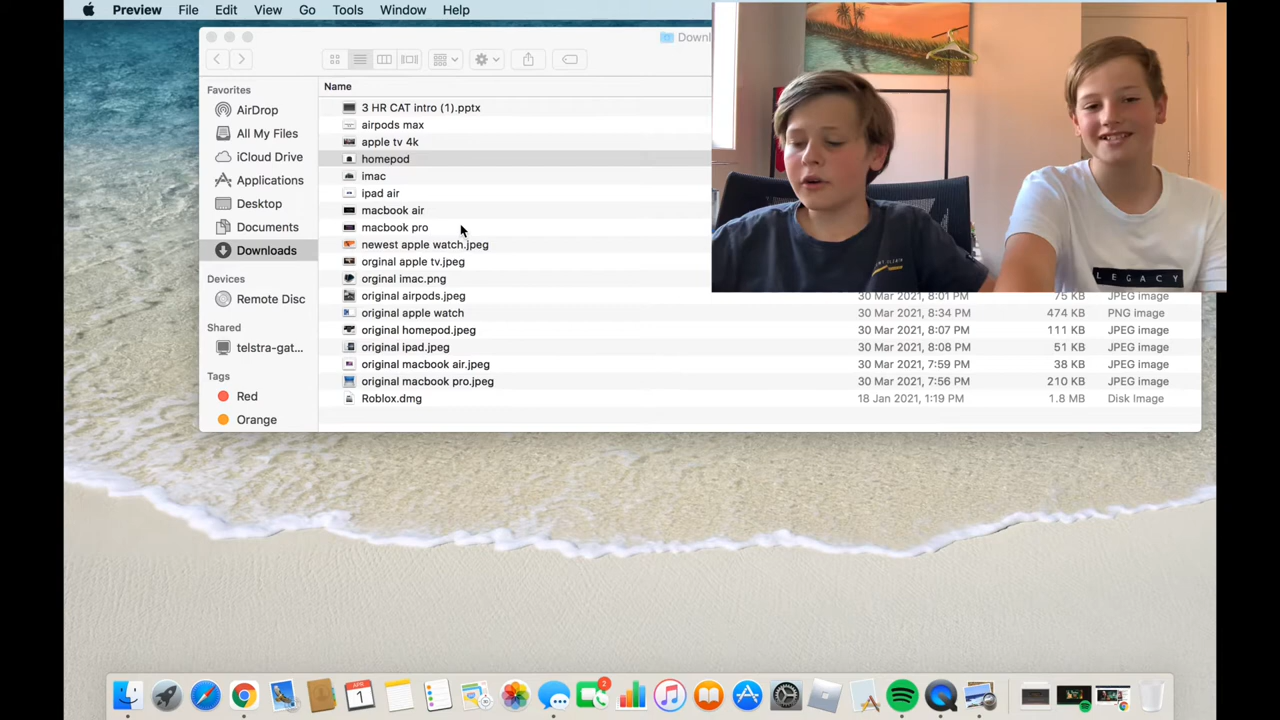 Preview File Edit View Go Tools Window Help
Downl
Favorites
AirDrop
All My Files
iCloud Drive
Applications
Desktop
Documents
Downloads
Devices
Remote Disc
Shared
telstra-gat...
Tags
Red
Orange
Name
3 HR CAT intro (1).pptx
airpods max
apple tv 4k
homepod
imac
ipad air
macbook air
macbook pro
newest apple watch.jpeg
orginal apple tv.jpeg
orginal imac.png
original airpods.jpeg 30 Mar 2021, 8:01 PM 75 KB JPEG image
original apple watch 30 Mar 2021, 8:34 PM 474 KB PNG image
original homepod.jpeg 30 Mar 2021, 8:07 PM 111 KB JPEG image
original ipad.jpeg 30 Mar 2021, 8:08 PM 51 KB JPEG image
original macbook air.jpeg 30 Mar 2021, 7:59 PM 38 KB JPEG image
original macbook pro.jpeg 30 Mar 2021, 7:56 PM 210 KB JPEG image
Roblox.dmg 18 Jan 2021, 1:19 PM 1.8 MB Disk Image
LEGACY
APR
1
2